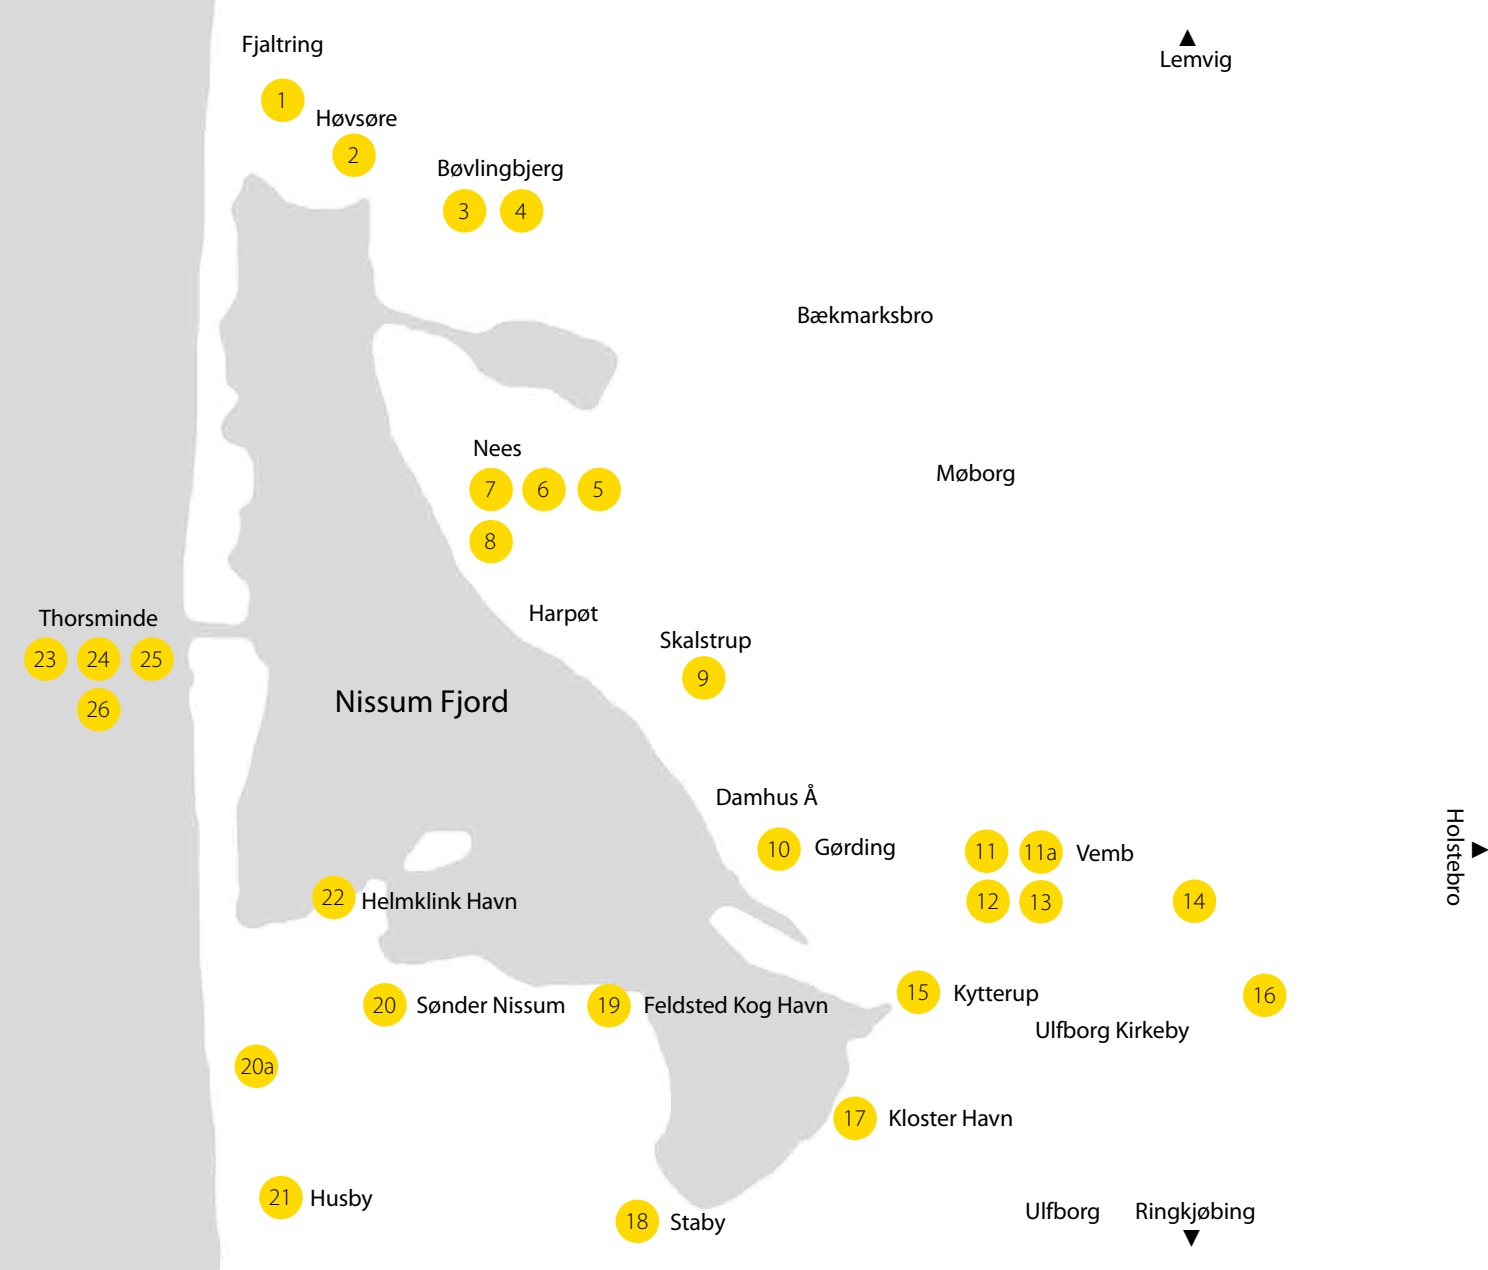 Fjaltring
Lemvig
1
Høvsøre
2
Bøvlingbjerg
3 4
Bækmarksbro
Nees
Møborg
7 6 5
8
Harpøt
Thorsminde
Skalstrup
23 24 25
9
26
Nissum Fjord
Damhus Å
10 Gørding
11 11a Vemb
Holstebro
22 Helmklink Havn
12 13
14
15 Kytterup
16
20 Sønder Nissum
19 Feldsted Kog Havn
Ulfborg Kirkeby
20a
17 Kloster Havn
21 Husby
18 Staby
Ulfborg
Ringkjøbing